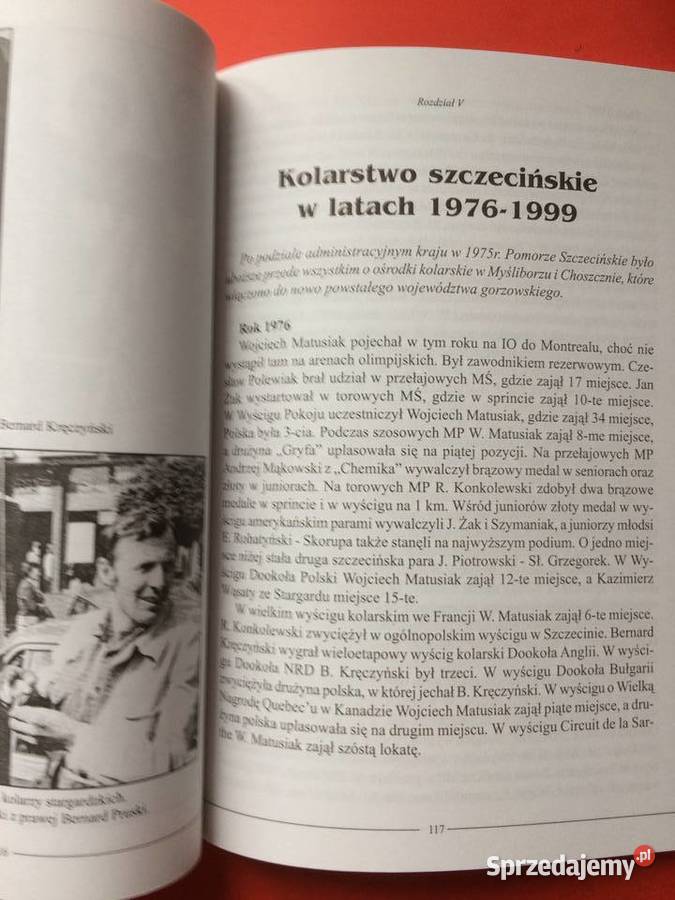 Bernard Kręczyński
kolarzy stargardzkich.
z prawej Bernard Pruski.
Rozdział V
Kolarstwo szczecińskie
w latach 1976-1999
Po podziale administracyjnym kraju w 1975r. Pomorze Szczecińskie było
uboższe przede wszystkim o ośrodki kolarskie w Myśliborzu i Choszcznie, które
włączono do nowo powstałego województwa gorzowskiego.
Rok 1976
Wojciech Matusiak pojechał w tym roku na IO do Montrealu, choć nie
wystąpił tam na arenach olimpijskich. Był zawodnikiem rezerwowym. Cze-
sław Polewiak brał udział w przełajowych MŚ, gdzie zajął 17 miejsce. Jan
Żak wystartował w torowych MŚ, gdzie w sprincie zajął 10-te miejsce.
W Wyścigu Pokoju uczestniczył Wojciech Matusiak, gdzie zajął 34 miejsce,
Polska była 3-cia. Podczas szosowych MP W. Matusiak zajął 8-me miejsce,
a drużyna „Gryfa” uplasowała się na piątej pozycji. Na przełajowych MP
Andrzej Mąkowski z „Chemika” wywalczył brązowy medal w seniorach oraz
złoty w juniorach. Na torowych MP R. Konkolewski zdobył dwa brązowe
medale w sprincie i w wyścigu na 1 km. Wśród juniorów złoty medal w wy-
ścigu amerykańskim parami wywalczyli J. Żak i Szymaniak, a juniorzy młodsi
E. Rohatyński - Skorupa także stanęli na najwyższym podium. O jedno miej-
sce niżej stała druga szczecińska para J. Piotrowski - Sł. Grzegorek. W Wy-
ścigu Dookoła Polski Wojciech Matusiak zajął 12-te miejsce, a Kazimierz
Wąsaty ze Stargardu miejsce 15-te.
W wielkim wyścigu kolarskim we Francji W. Matusiak zajął 6-te miejsce.
R. Konkolewski zwyciężył w ogólnopolskim wyścigu w Szczecinie. Bernard
Kręczyński wygrał wieloetapowy wyścig kolarski Dookoła Anglii. W wyści-
gu Dookoła NRD B. Kręczyński był trzeci. W wyścigu Dookoła Bułgarii
zwyciężyła drużyna polska, w której jechał B. Kręczyński. W wyścigu o Wielką
Nagrodę Quebec'u w Kanadzie Wojciech Matusiak zajął piąte miejsce, a dru-
żyna polska uplasowała się na drugim miejscu. W wyścigu Circuit de la Sar-
the W. Matusiak zajął szóstą lokatę.
117
Sprzedajemy.pl